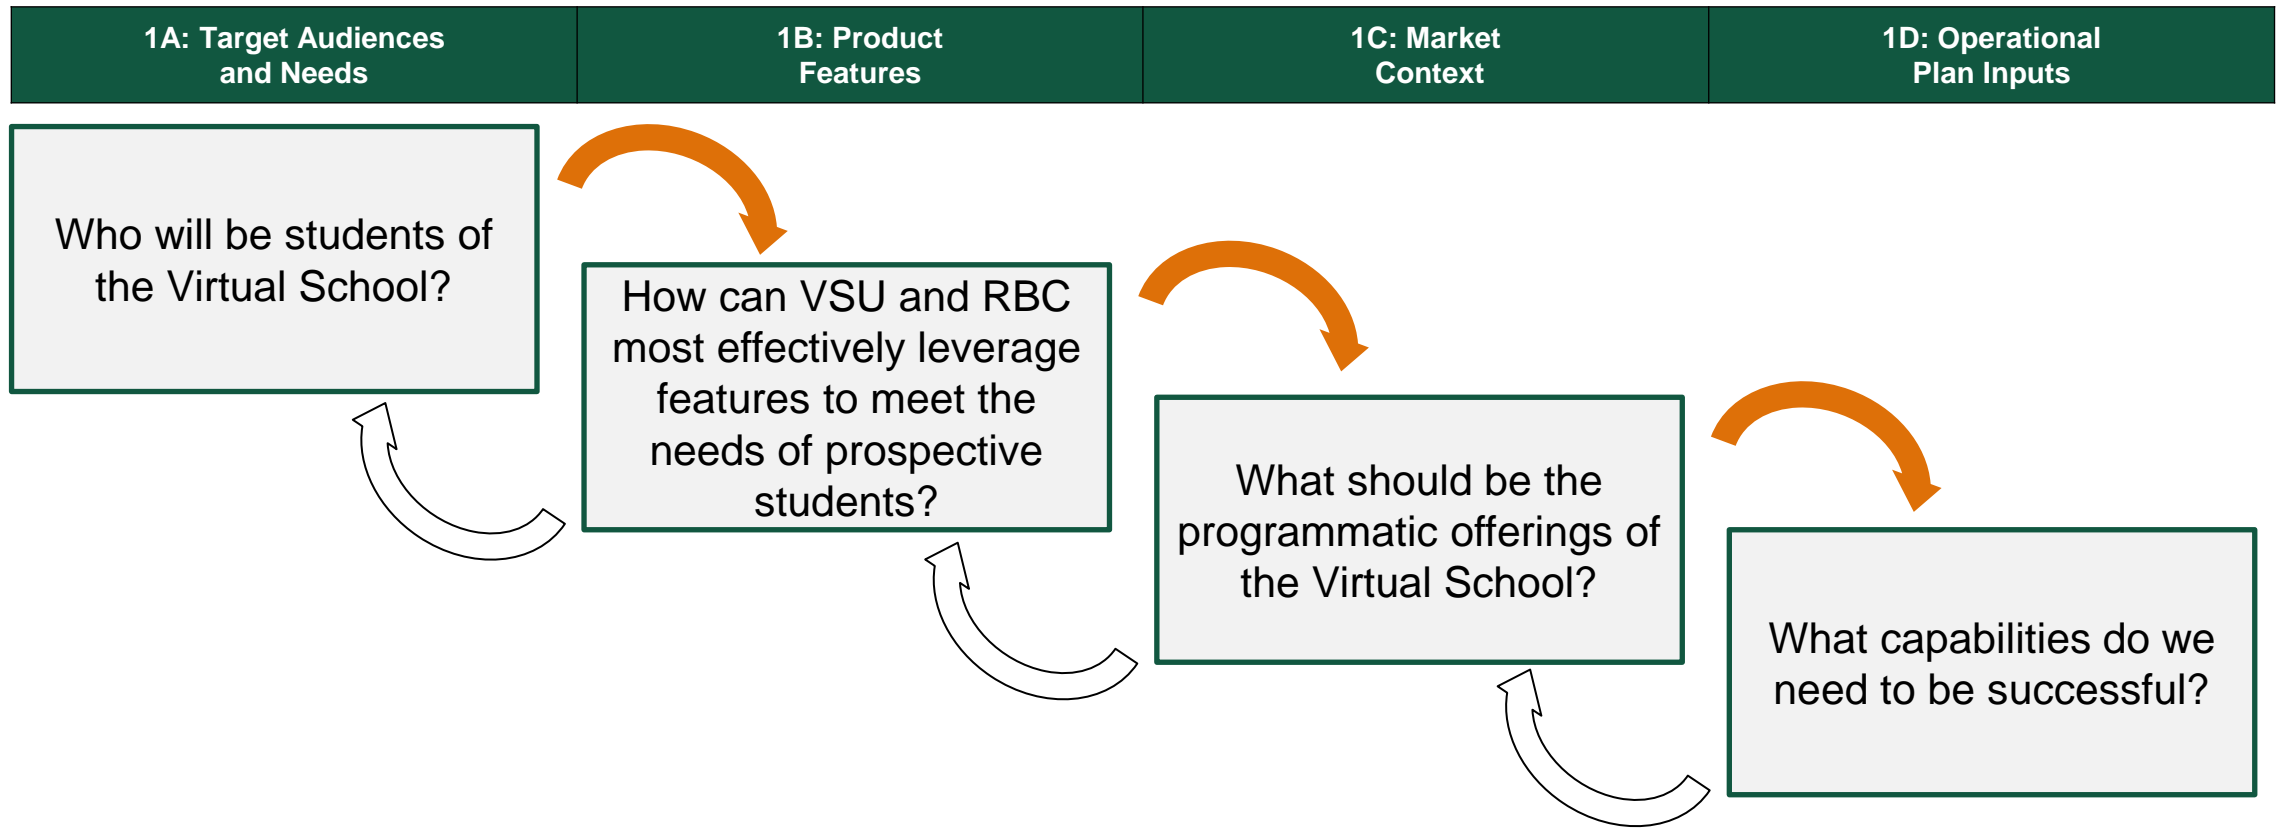 1A: Target Audiences
and Needs
1B: Product
Features
1C: Market
Context
1D: Operational
Plan Inputs
Who will be students of
the Virtual School?
How can VSU and RBC
most effectively leverage
features to meet the
needs of prospective
students?
What should be the
programmatic offerings of
the Virtual School?
What capabilities do we
need to be successful?